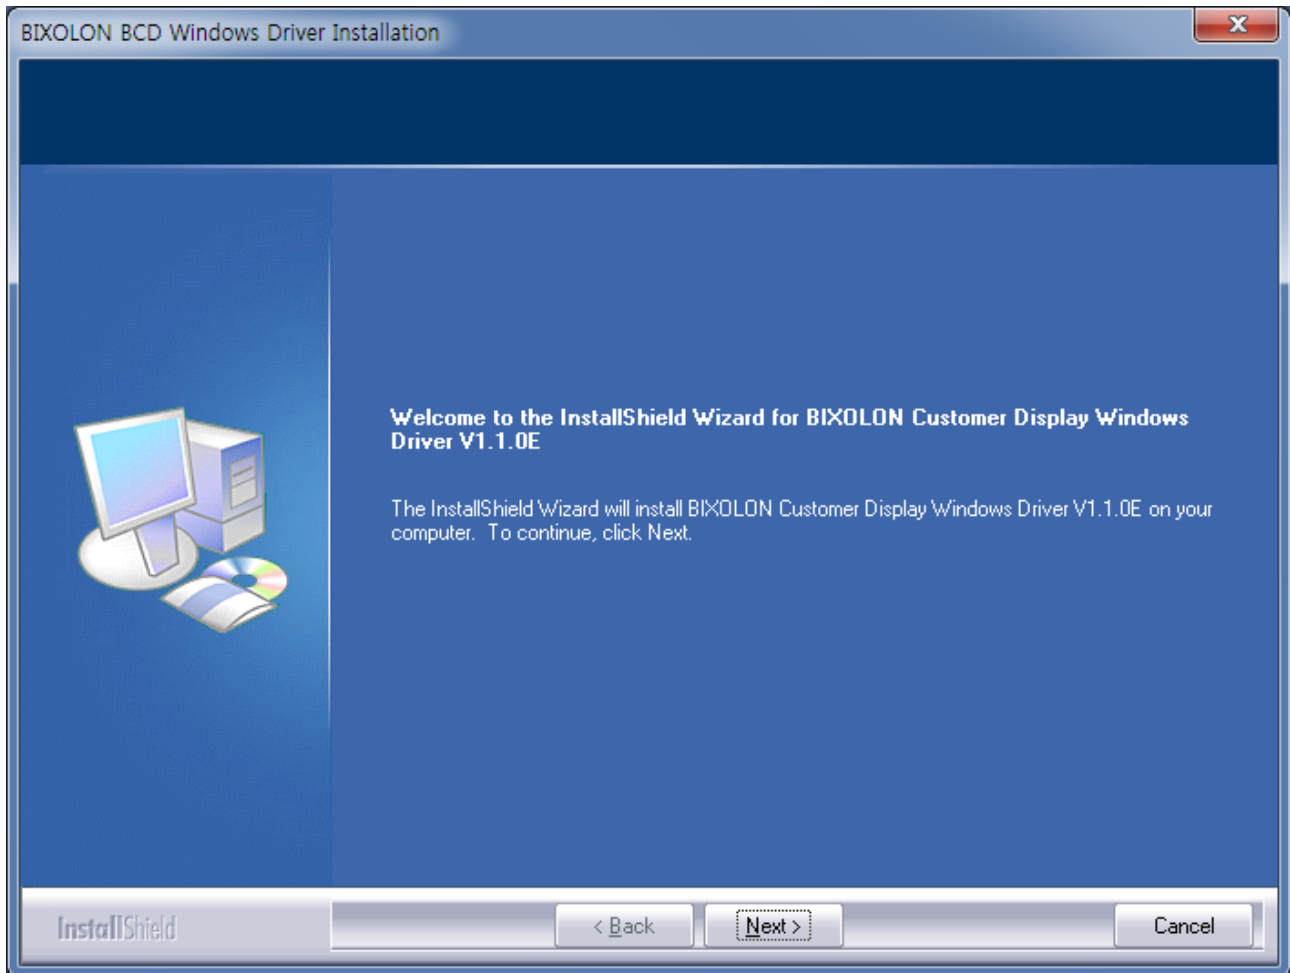 BIXOLON BCD Windows Driver Installation
Welcome to the InstallShield Wizard for BIXOLON Customer Display Windows
Driver V1.1.0E
The InstallShield Wizard will install BIXOLON Customer Display Windows Driver V1.1.0E on your
computer.  To continue, click Next.
InstallShield
< Back
Next >
Cancel